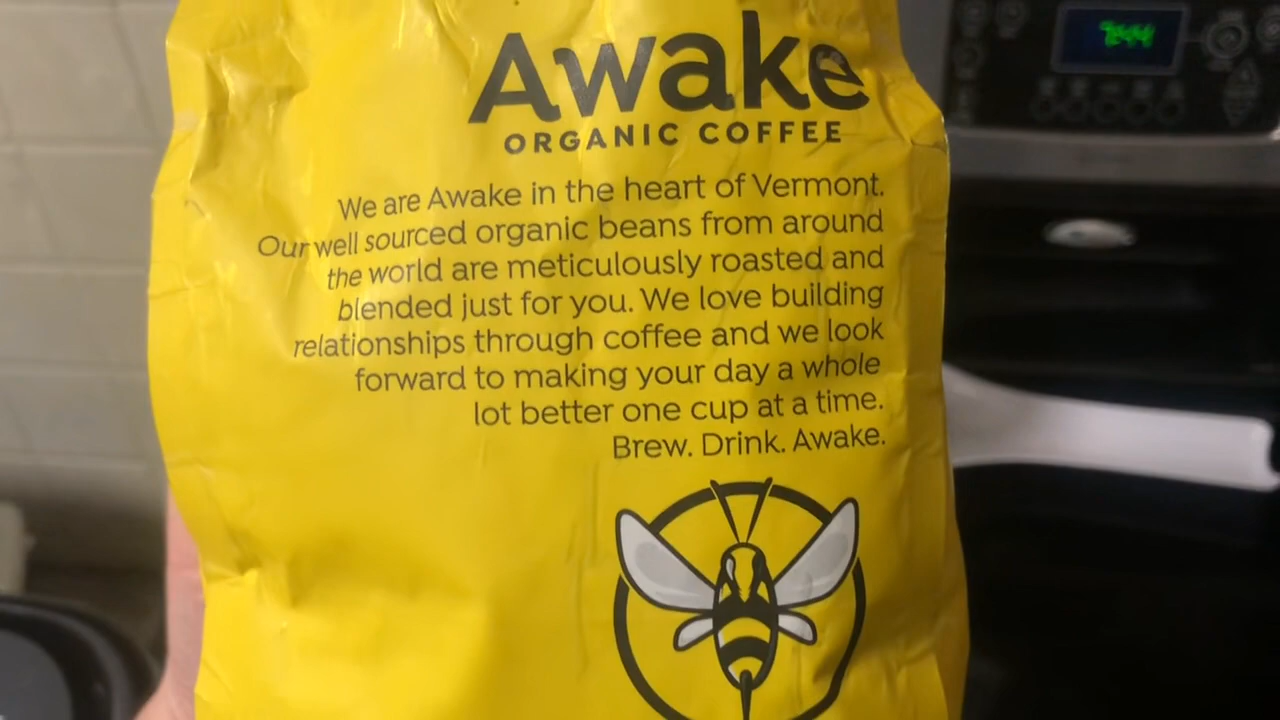 Awake
ORGANIC COFFEE
We are Awake in the heart of Vermont.
Our well sourced organic beans from around
the world are meticulously roasted and
blended just for you. We love building
relationships through coffee and we look
forward to making your day a whole
lot better one cup at a time.
Brew. Drink. Awake.